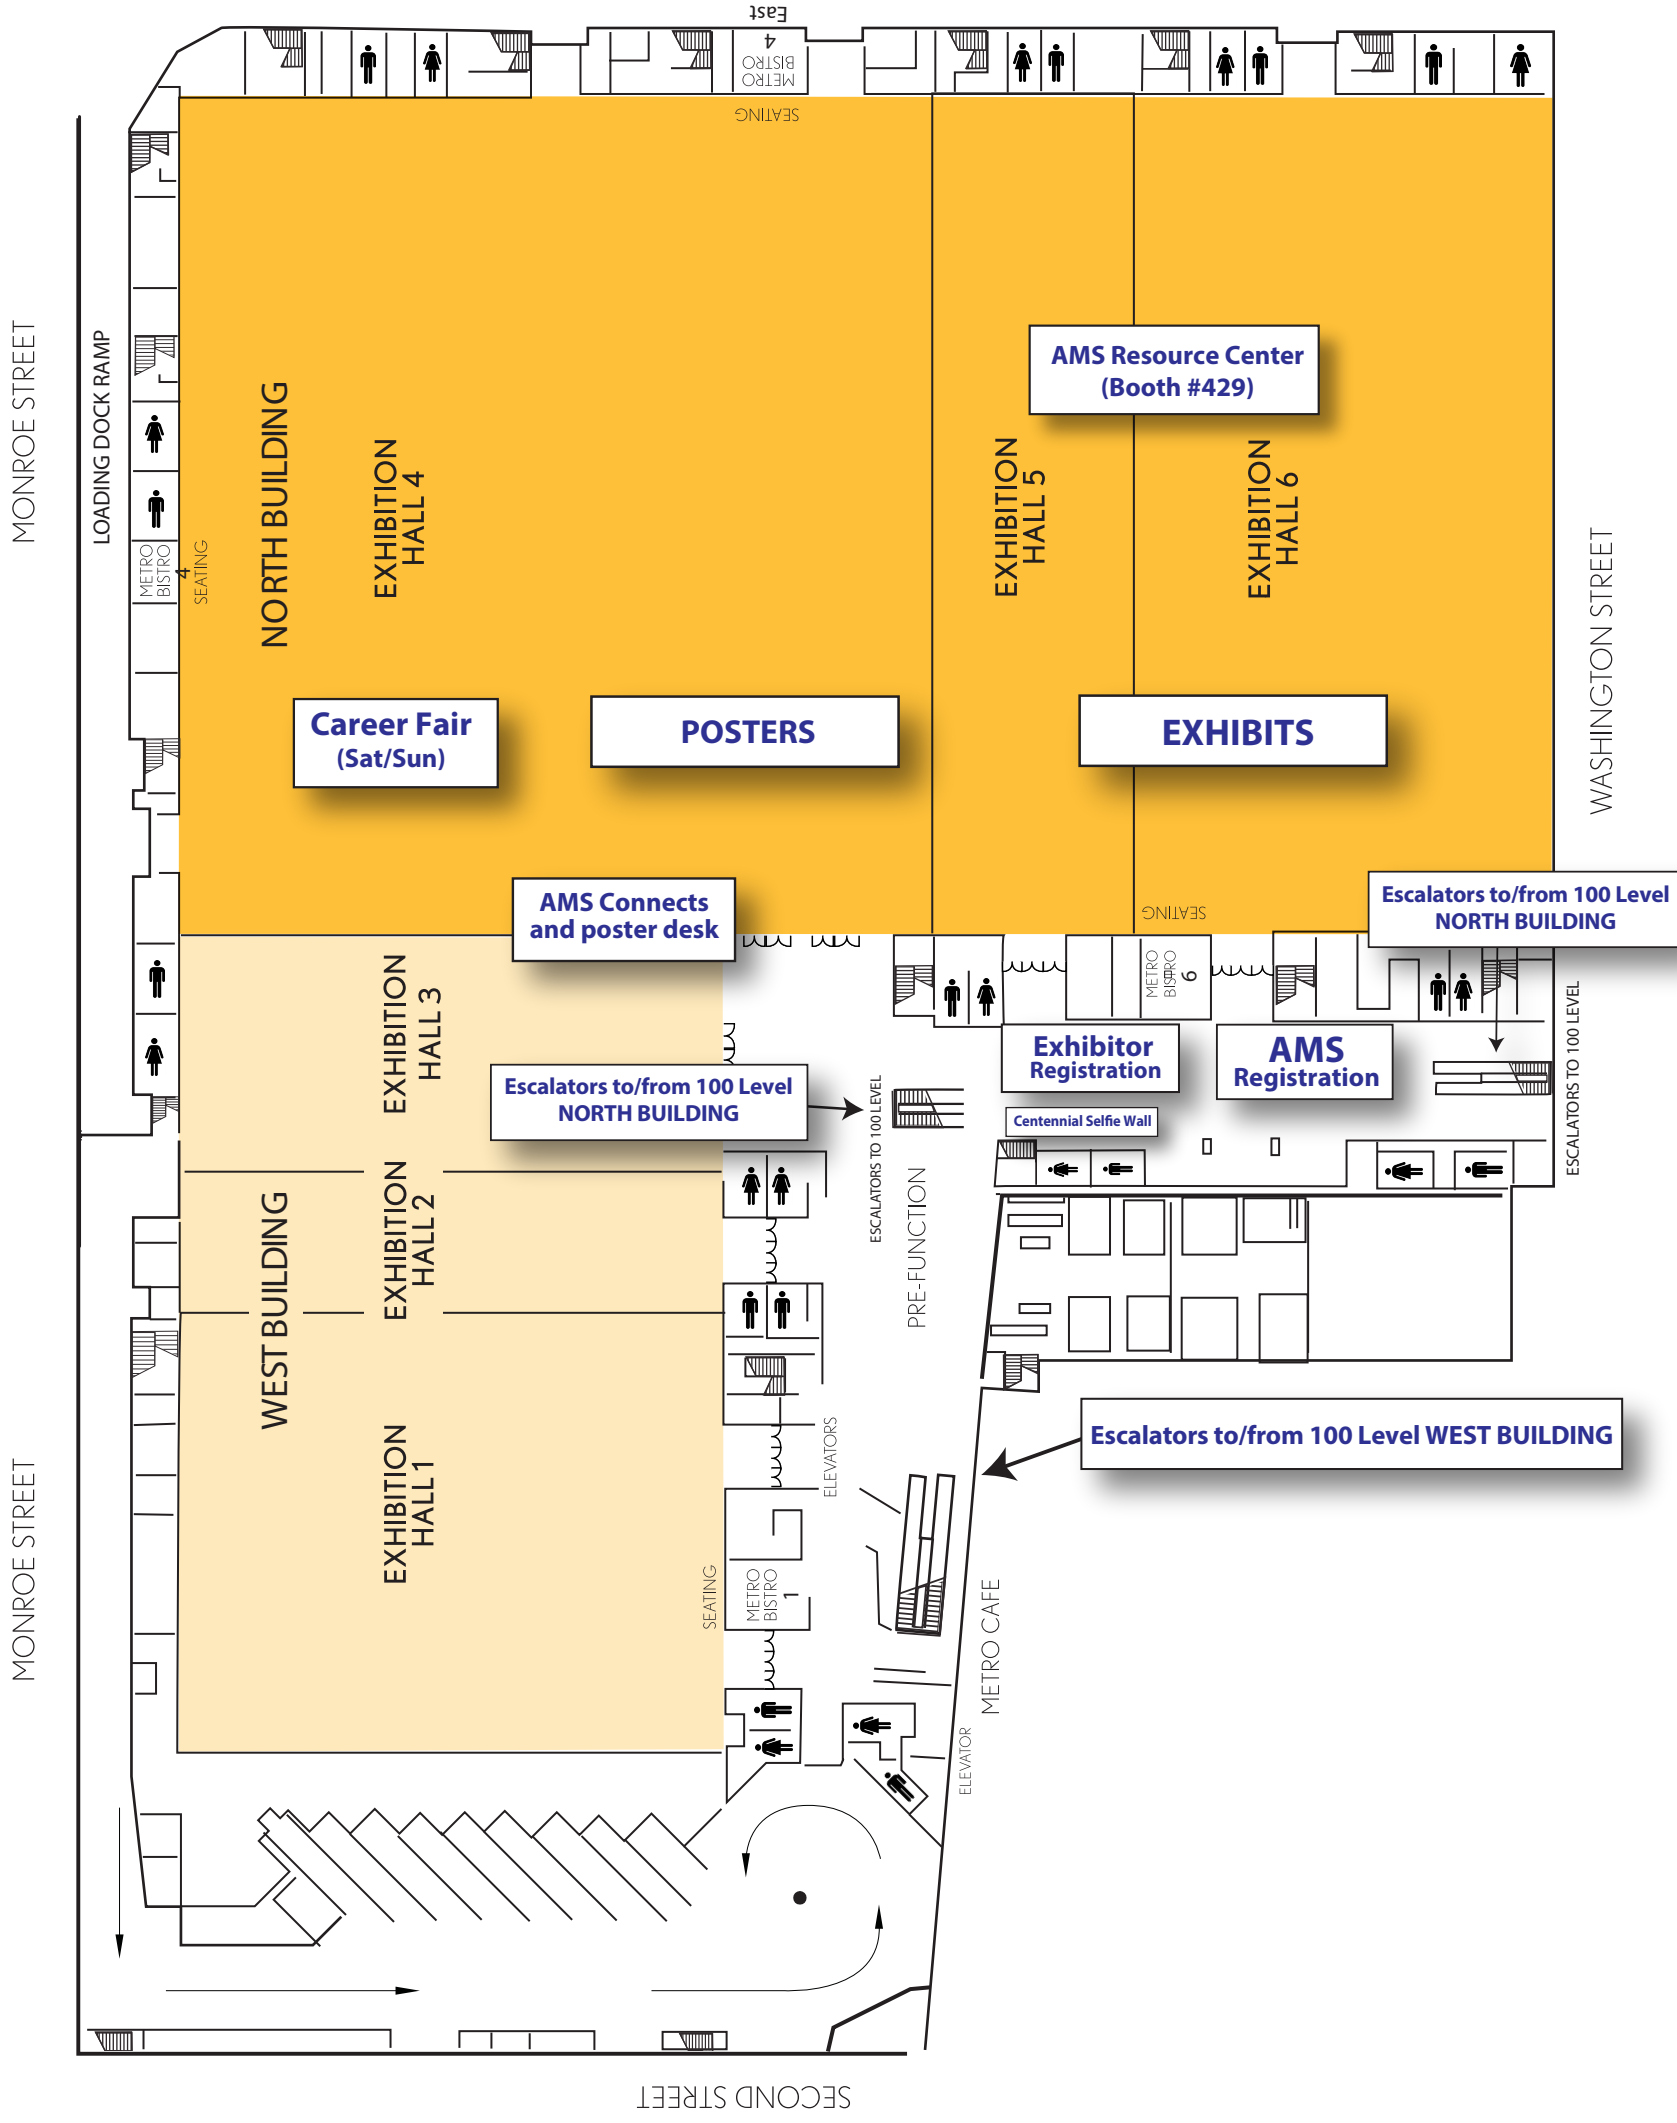 East
METRO
BISTRO
4
SEATING
MONROE STREET
LOADING DOCK RAMP
NORTH BUILDING
EXHIBITION
HALL 4
AMS Resource Center
(Booth #429)
EXHIBITION
HALL 5
EXHIBITION
HALL 6
METRO
BISTRO
4
SEATING
WASHINGTON STREET
Career Fair
(Sat/Sun)
POSTERS
EXHIBITS
AMS Connects
and poster desk
SEATING
Escalators to/from 100 Level
NORTH BUILDING
EXHIBITION
HALL 3
METRO
BISTRO
6
Exhibitor
Registration
AMS
Registration
Escalators to/from 100 Level
NORTH BUILDING
ESCALATORS TO 100 LEVEL
ESCALATORS TO 100 LEVEL
Centennial Selfie Wall
WEST BUILDING
EXHIBITION
HALL 2
PRE-FUNCTION
Escalators to/from 100 Level WEST BUILDING
MONROE STREET
EXHIBITION
HALL 1
ELEVATORS
SEATING
METRO
BISTRO
1
METRO CAFE
ELEVATOR
SECOND STREET